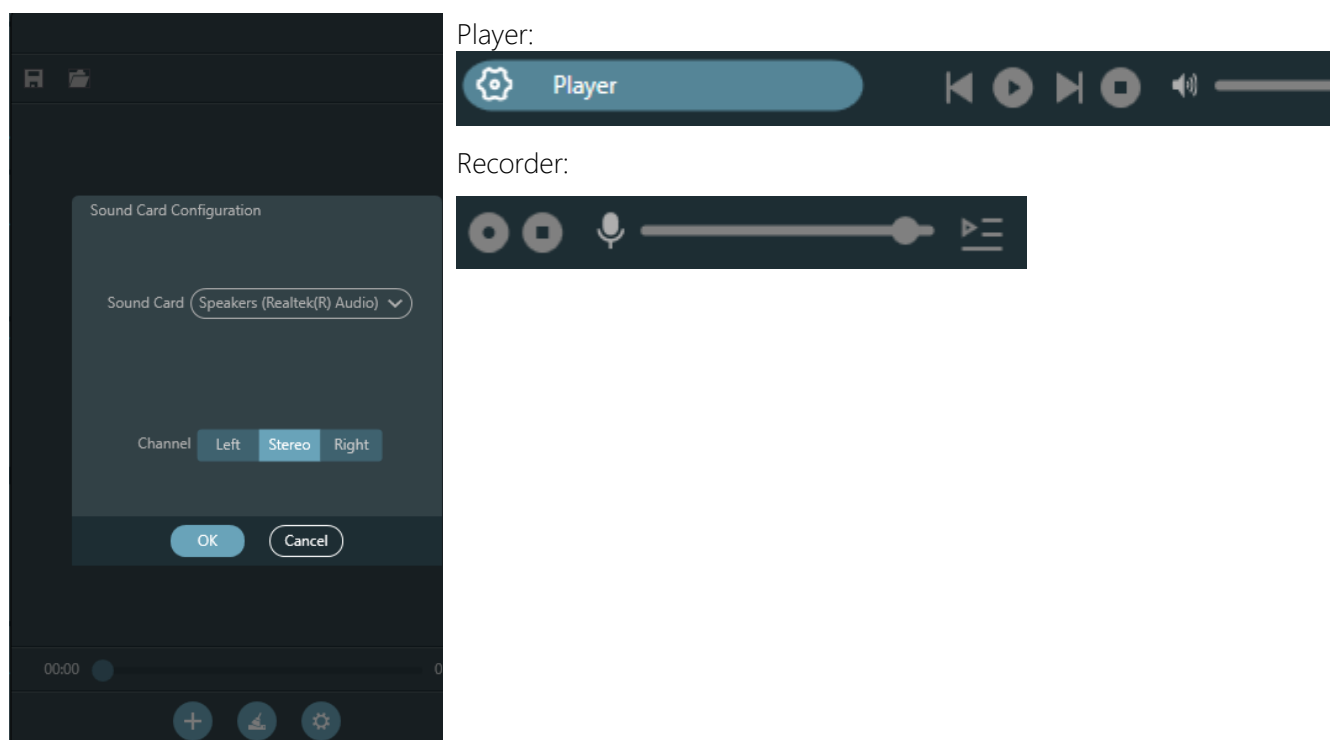 Player:
Player
Recorder:
Sound Card Configuration
Sound Card Speakers (Realtek(R) Audio)
Channel Left Stereo Right
OK Cancel
00:00 0